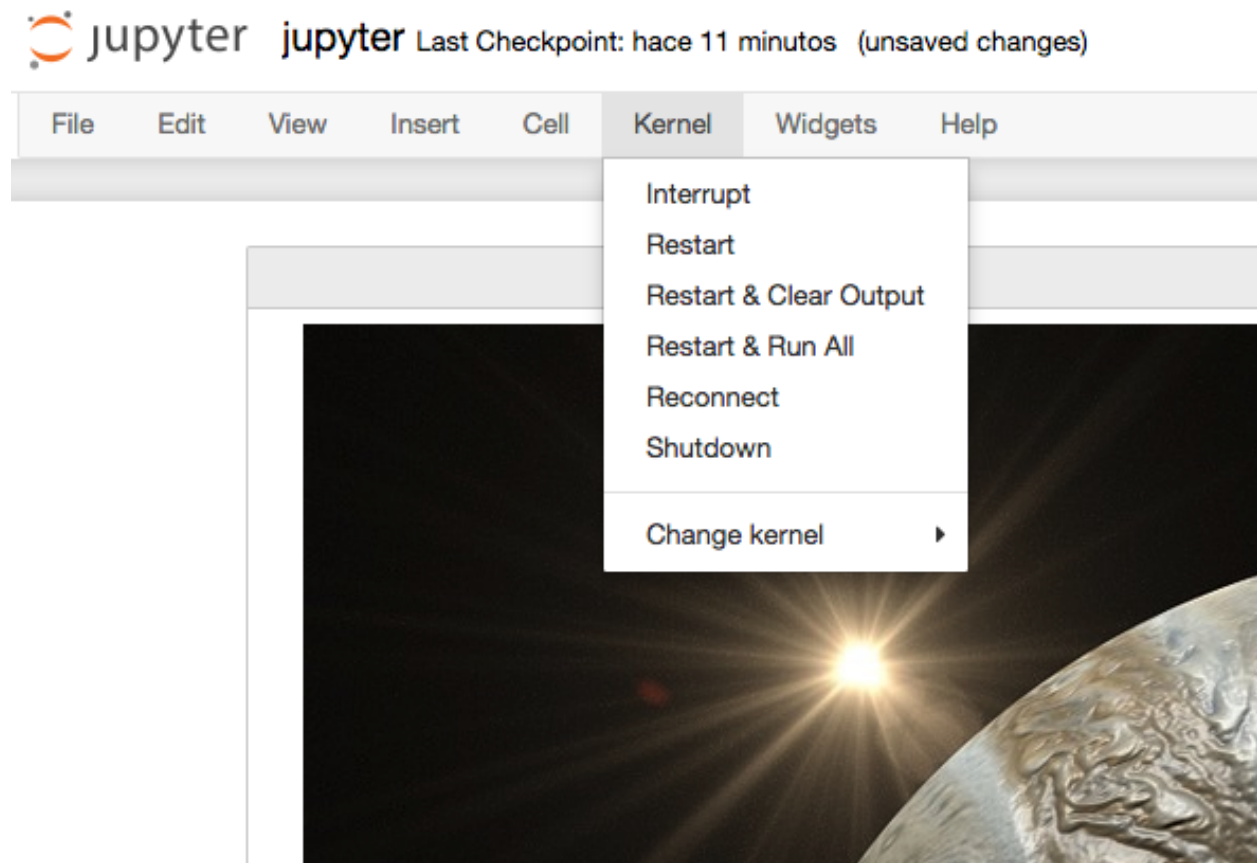 jupyter jupyter Last Checkpoint: hace 11 minutos (unsaved changes)
File Edit View Insert Cell Kernel Widgets Help
Interrupt
Restart
Restart & Clear Output
Restart & Run All
Reconnect
Shutdown
Change kernel